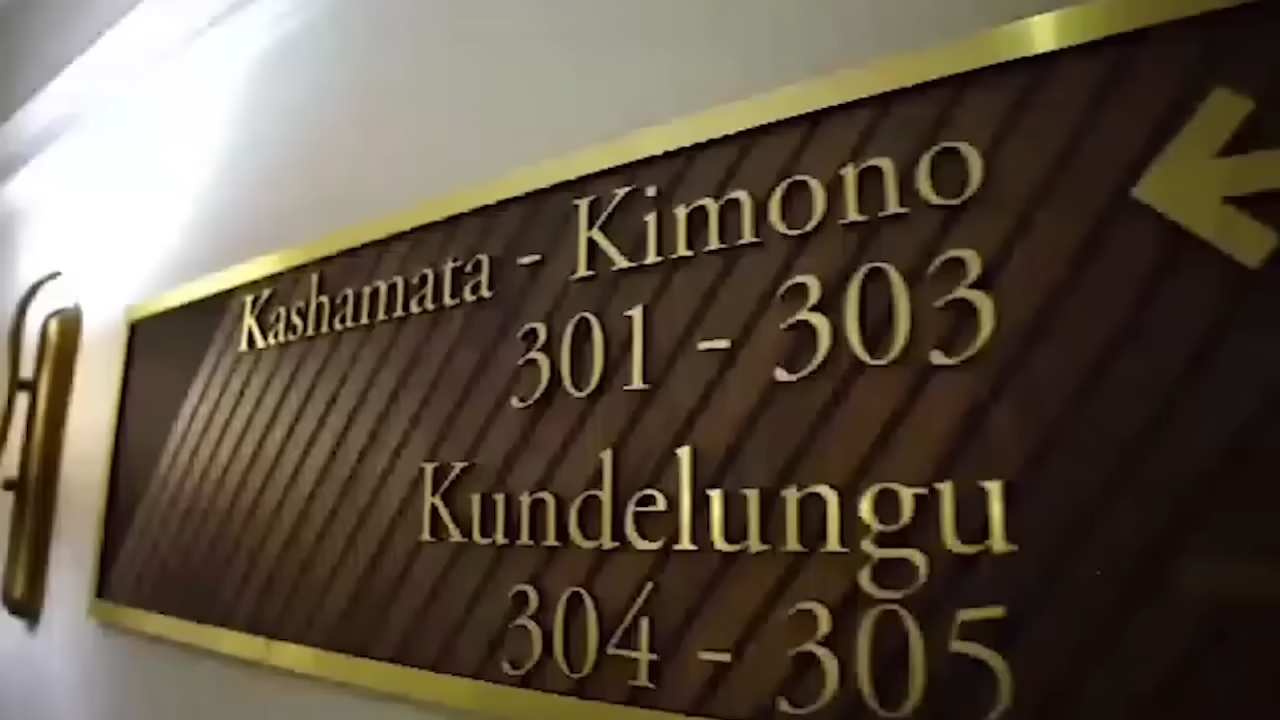 Kashamata - Kimono
301 - 303
Kundelungu
304 - 305